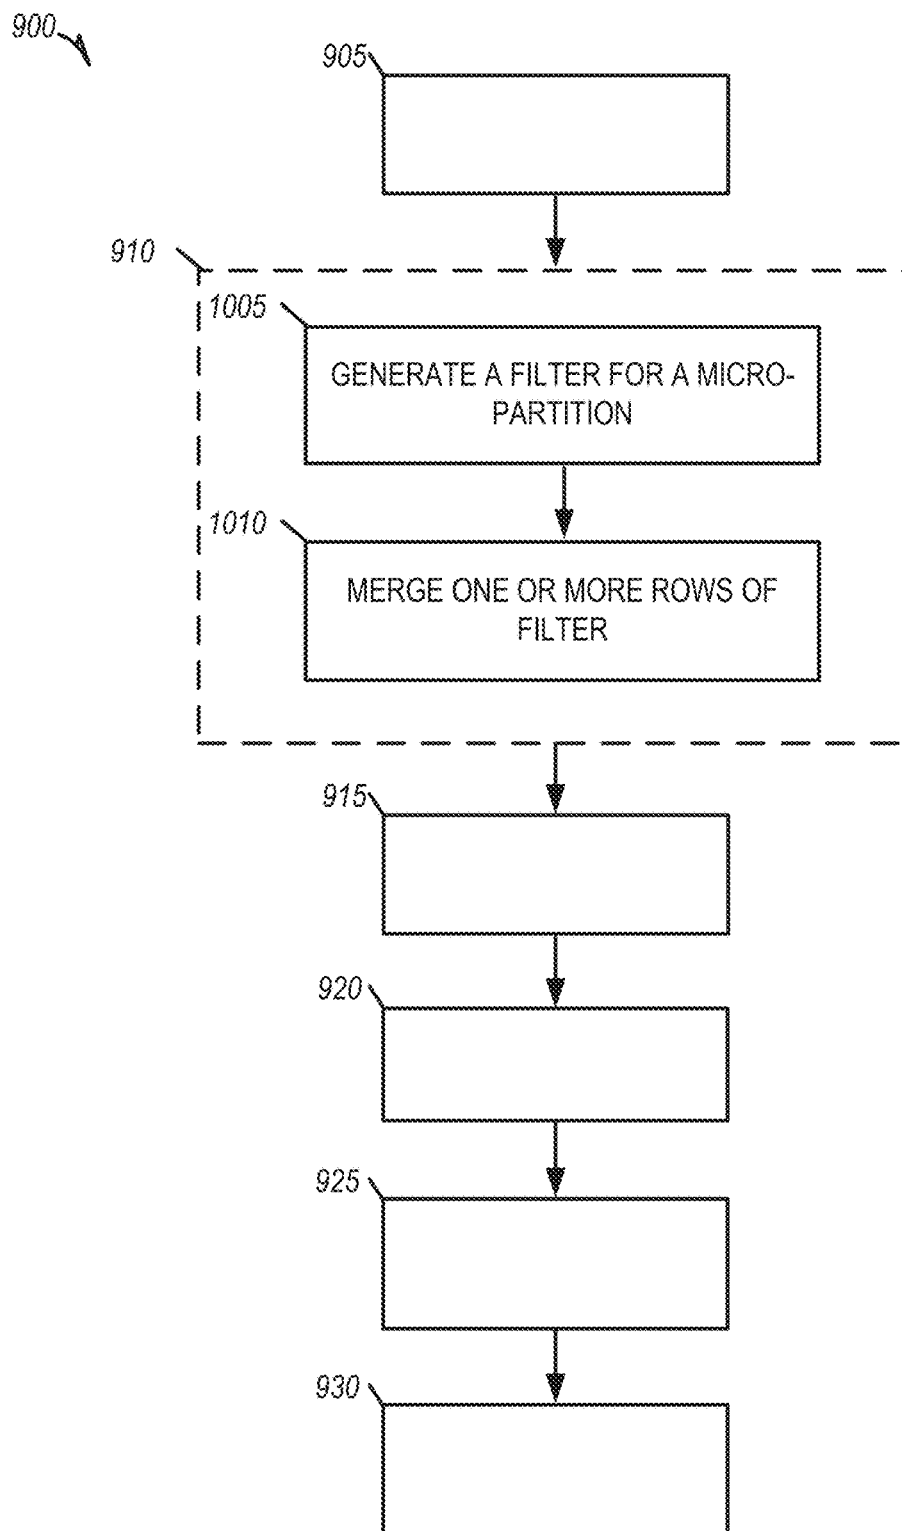 900
905
910
1005
GENERATE A FILTER FOR A MICRO-
PARTITION
1010
MERGE ONE OR MORE ROWS OF
FILTER
915
920
925
930